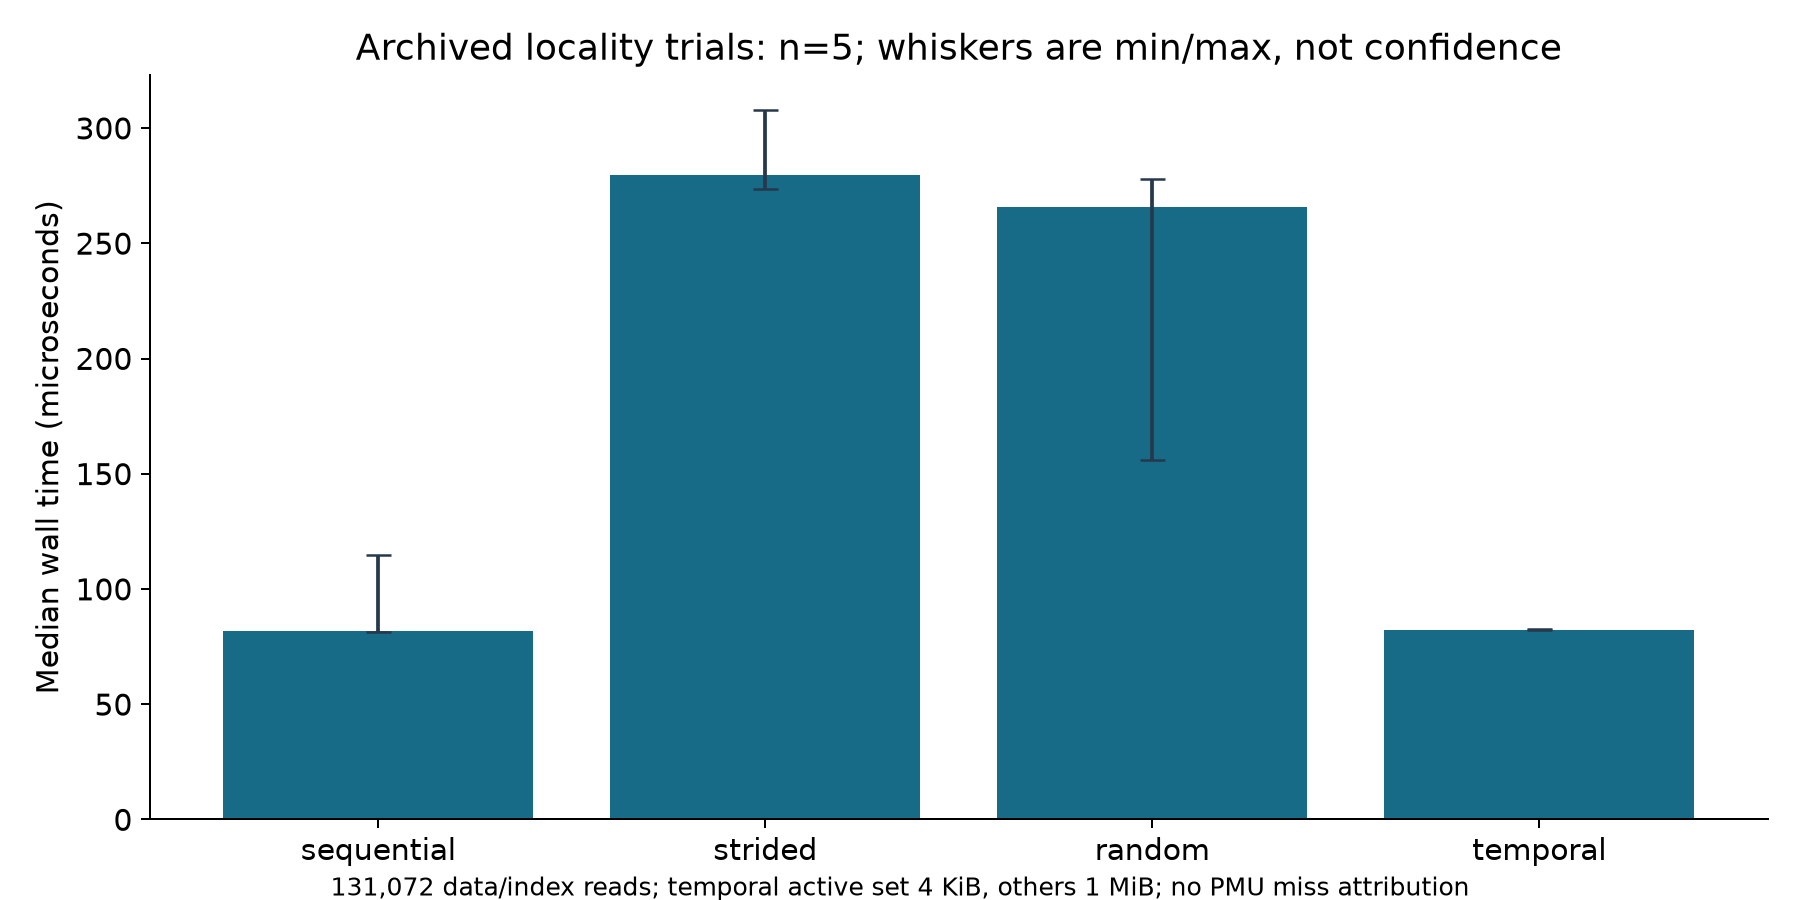 Archived locality trials: n=5; whiskers are min/max, not confidence
Median wall time (microseconds)
300
250
200
150
100
50
0
sequential
strided
random
temporal
131,072 data/index reads; temporal active set 4 KiB, others 1 MiB; no PMU miss attribution